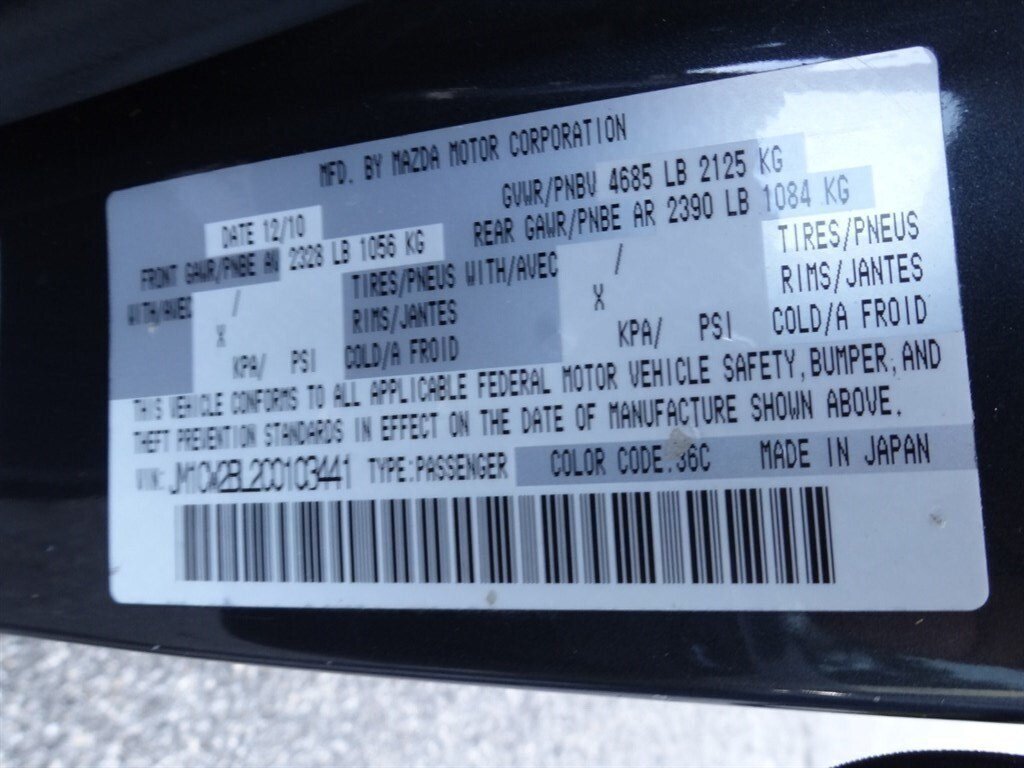 MFD. BY MAZDA MOTOR CORPORATION
DATE 12/10 GVWR/PNBV 4685 LB 2125 KG
FRONT GAWR/PNBE AV 2328 LB 1056 KG REAR GAWR/PNBE AR 2390 LB 1084 KG
WITH/AVEC / TIRES/PNEUS WITH/AVEC / TIRES/PNEUS
X RIMS/JANTES X RIMS/JANTES
KPA/ PSI COLD/A FROID KPA/ PSI COLD/A FROID
THIS VEHICLE CONFORMS TO ALL APPLICABLE FEDERAL MOTOR VEHICLE SAFETY, BUMPER, AND
THEFT PREVENTION STANDARDS IN EFFECT ON THE DATE OF MANUFACTURE SHOWN ABOVE.
VIN: JM1CW2BL2C0103441 TYPE:PASSENGER COLOR CODE:36C MADE IN JAPAN